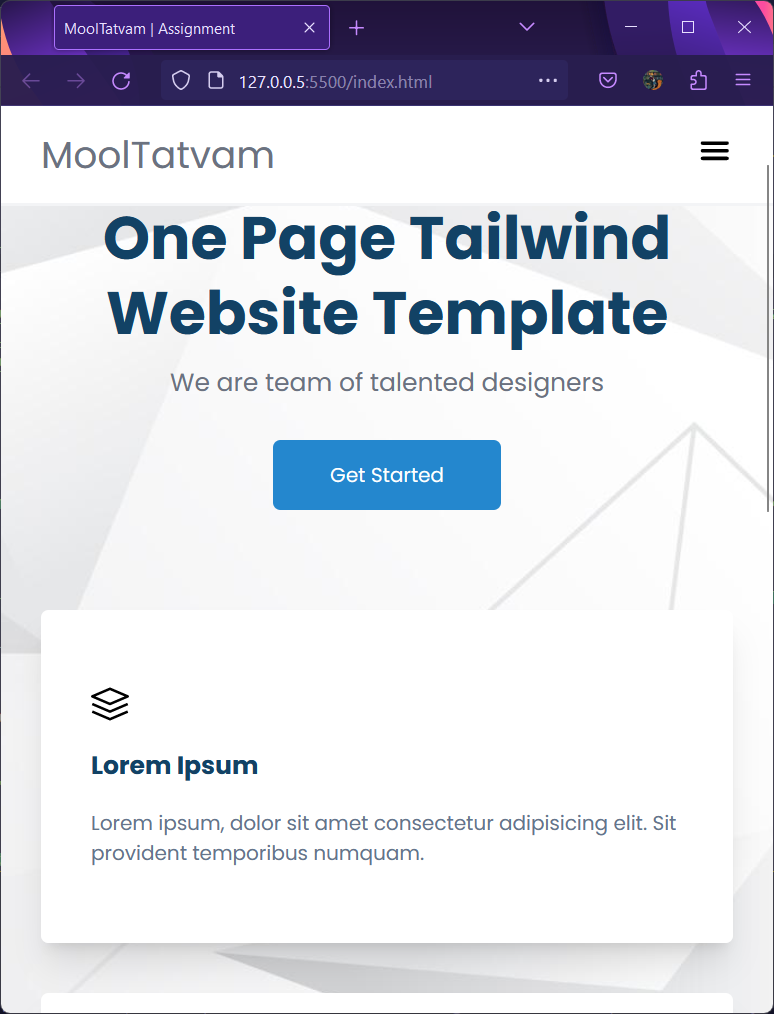 MoolTatvam | Assignment
127.0.0.5:5500/index.html
MoolTatvam
One Page Tailwind
Website Template
We are team of talented designers
Get Started
Lorem Ipsum
Lorem ipsum, dolor sit amet consectetur adipisicing elit. Sit
provident temporibus numquam.